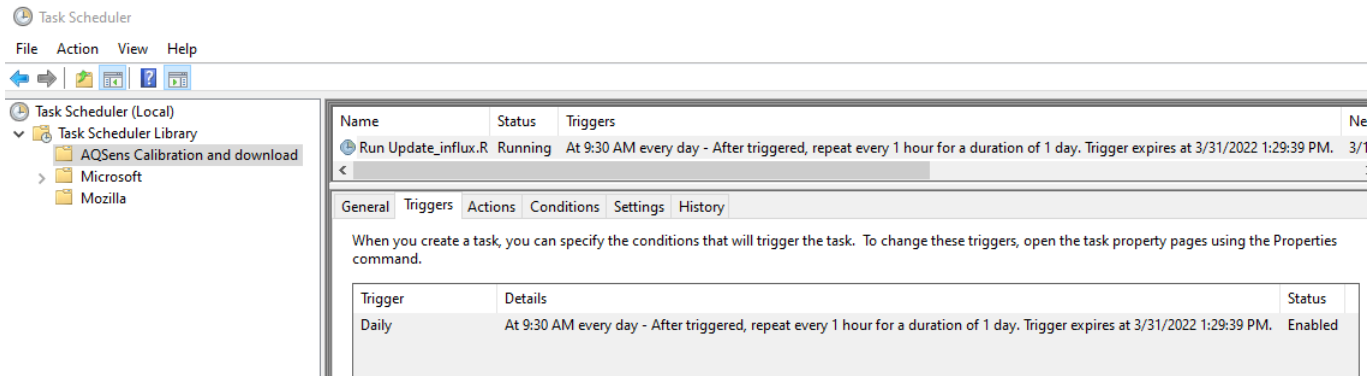 Task Scheduler
File Action View Help
Task Scheduler (Local)
Task Scheduler Library
AQSens Calibration and download
Microsoft
Mozilla
Name Status Triggers Ne
Run Update_influx.R Running At 9:30 AM every day - After triggered, repeat every 1 hour for a duration of 1 day. Trigger expires at 3/31/2022 1:29:39 PM. 3/1
General Triggers Actions Conditions Settings History
When you create a task, you can specify the conditions that will trigger the task. To change these triggers, open the task property pages using the Properties
command.
Trigger Details Status
Daily At 9:30 AM every day - After triggered, repeat every 1 hour for a duration of 1 day. Trigger expires at 3/31/2022 1:29:39 PM. Enabled